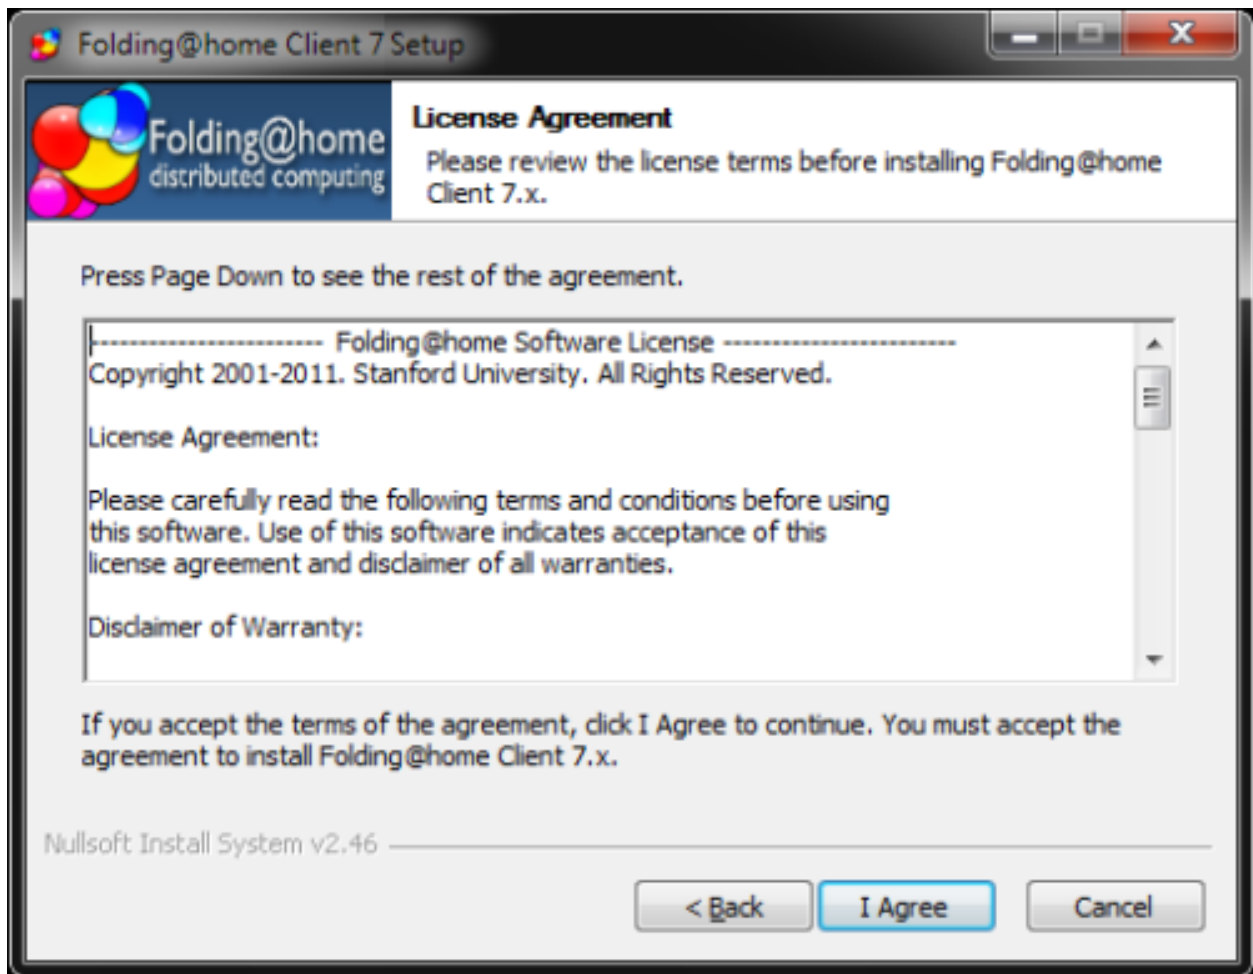 Folding@home Client 7 Setup
Folding@home
distributed computing
License Agreement
Please review the license terms before installing Folding@home
Client 7.x.
Press Page Down to see the rest of the agreement.
------------------------ Folding@home Software License ------------------------
Copyright 2001-2011. Stanford University. All Rights Reserved.
License Agreement:
Please carefully read the following terms and conditions before using
this software. Use of this software indicates acceptance of this
license agreement and disclaimer of all warranties.
Disclaimer of Warranty:
If you accept the terms of the agreement, click I Agree to continue. You must accept the
agreement to install Folding@home Client 7.x.
Nullsoft Install System v2.46
< Back
I Agree
Cancel